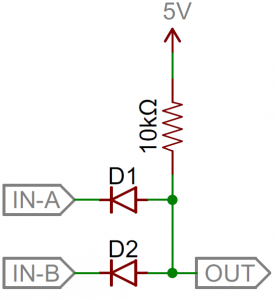 5V
10kΩ
D1
IN-A
D2
IN-B
OUT